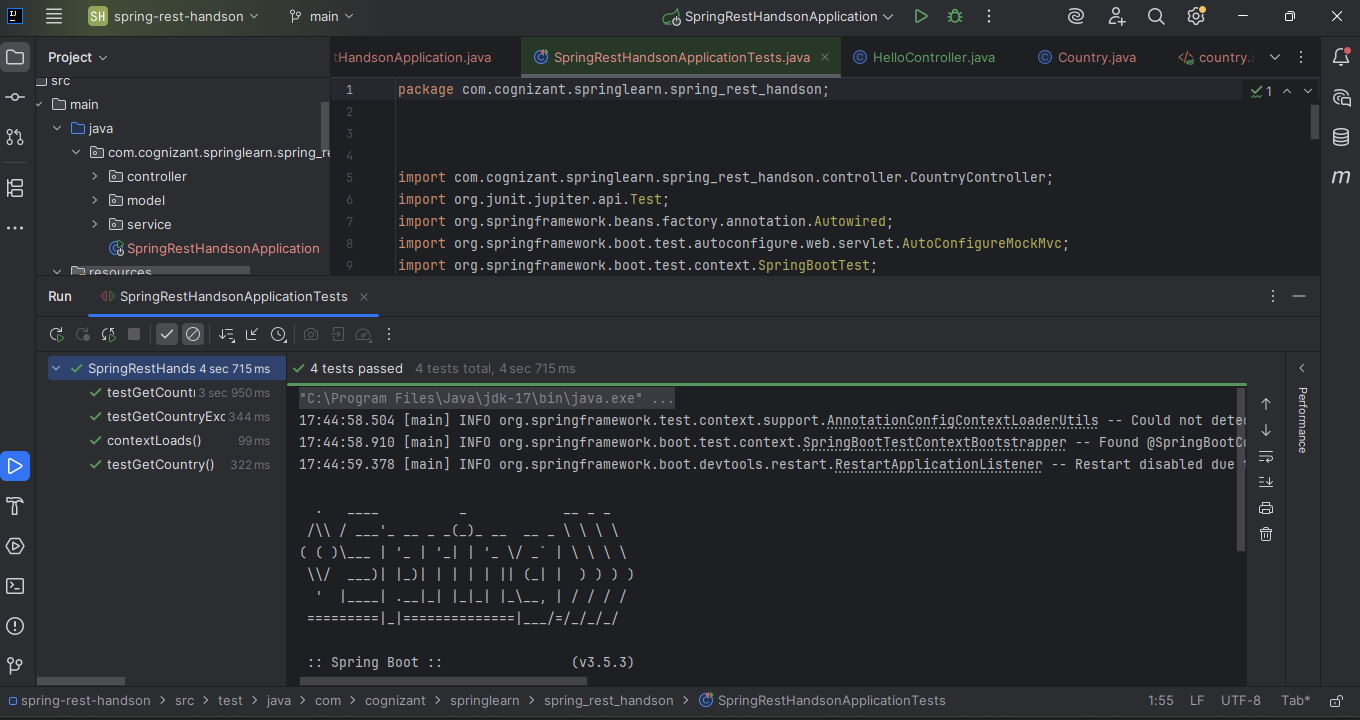 SH spring-rest-handson main SpringRestHandsonApplication
Project
src
main
java
com.cognizant.springlearn.spring_re
controller
model
service
SpringRestHandsonApplication
resources
tHandsonApplication.java SpringRestHandsonApplicationTests.java HelloController.java Country.java country.
1 package com.cognizant.springlearn.spring_rest_handson; 1
2
3
4
5 import com.cognizant.springlearn.spring_rest_handson.controller.CountryController;
6 import org.junit.jupiter.api.Test;
7 import org.springframework.beans.factory.annotation.Autowired;
8 import org.springframework.boot.test.autoconfigure.web.servlet.AutoConfigureMockMvc;
9 import org.springframework.boot.test.context.SpringBootTest;
Run SpringRestHandsonApplicationTests
SpringRestHands 4 sec 715 ms
testGetCountr 3 sec 950 ms
testGetCountryExc 344 ms
contextLoads() 99 ms
testGetCountry() 322 ms
4 tests passed 4 tests total, 4 sec 715 ms
"C:\Program Files\Java\jdk-17\bin\java.exe" ...
17:44:58.504 [main] INFO org.springframework.test.context.support.AnnotationConfigContextLoaderUtils -- Could not dete
17:44:58.910 [main] INFO org.springframework.boot.test.context.SpringBootTestContextBootstrapper -- Found @SpringBootCo
17:44:59.378 [main] INFO org.springframework.boot.devtools.restart.RestartApplicationListener -- Restart disabled due
  .   ____          _            __ _ _
 /\\ / ___'_ __ _ _(_)_ __  __ _ \ \ \ \
( ( )\___ | '_ | '_| | '_ \/ _` | \ \ \ \
 \\/  ___)| |_)| | | | | || (_| |  ) ) ) )
  '  |____| .__|_| |_|_| |_\__, | / / / /
 =========|_|==============|___/=/_/_/_/
 :: Spring Boot ::                (v3.5.3)
Performance
spring-rest-handson > src > test > java > com > cognizant > springlearn > spring_rest_handson > SpringRestHandsonApplicationTests 1:55 LF UTF-8 Tab*